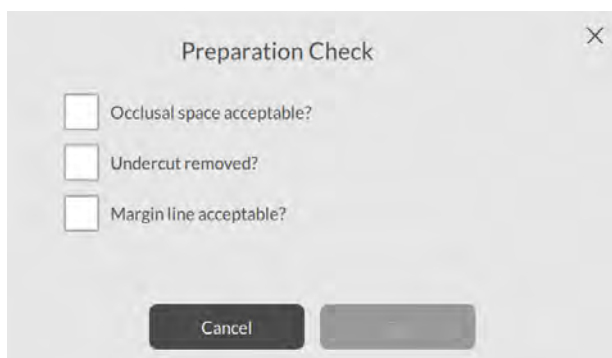 Preparation Check
Occlusal space acceptable?
Undercut removed?
Margin line acceptable?
Cancel